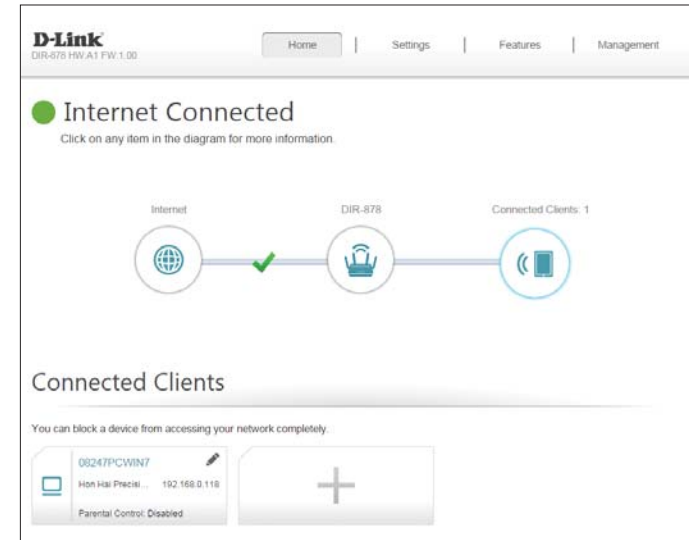 D-Link
DIR-878 HW:A1 FW:1.00
Home | Settings | Features | Management
Internet Connected
Click on any item in the diagram for more information.
Internet DIR-878 Connected Clients: 1
Connected Clients
You can block a device from accessing your network completely.
08247PCWIN7
Hon Hai Precisi... 192.168.0.118
Parental Control: Disabled